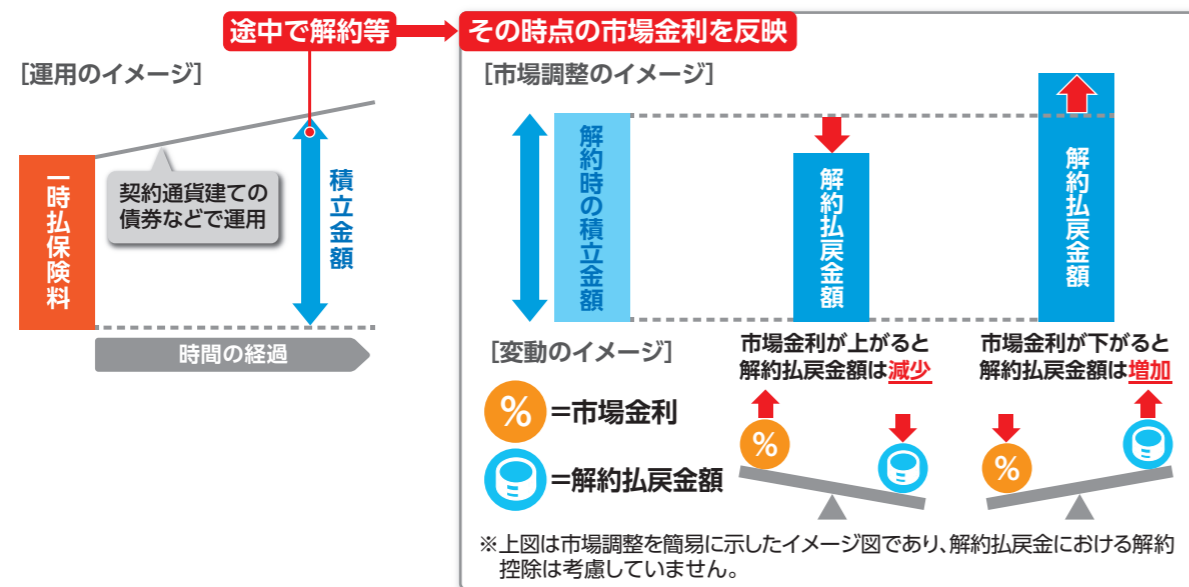 途中で解約等
その時点の市場金利を反映
[運用のイメージ]
一時払保険料
契約通貨建ての
債券などで運用
積立金額
時間の経過
[市場調整のイメージ]
解約時の積立金額
解約払戻金額
解約払戻金額
市場金利が上がると
解約払戻金額は減少
市場金利が下がると
解約払戻金額は増加
[変動のイメージ]
% =市場金利
=解約払戻金額
%
%
※上図は市場調整を簡易に示したイメージ図であり、解約払戻金における解約
控除は考慮していません。